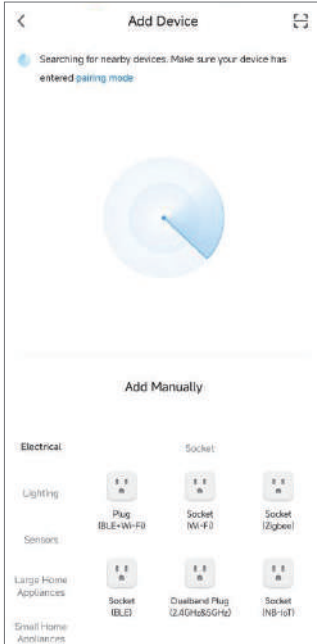 Add Device
Searching for nearby devices. Make sure your device has
entered pairing mode
Add Manually
Electrical
Socket
Lighting
Plug
(BLE+Wi-Fi)
Socket
(Wi-Fi)
Socket
(Zigbee)
Sensors
Large Home
Appliances
Socket
(BLE)
Dualband Plug
(2.4GHz&5GHz)
Socket
(NB-IoT)
Small Home
Appliances